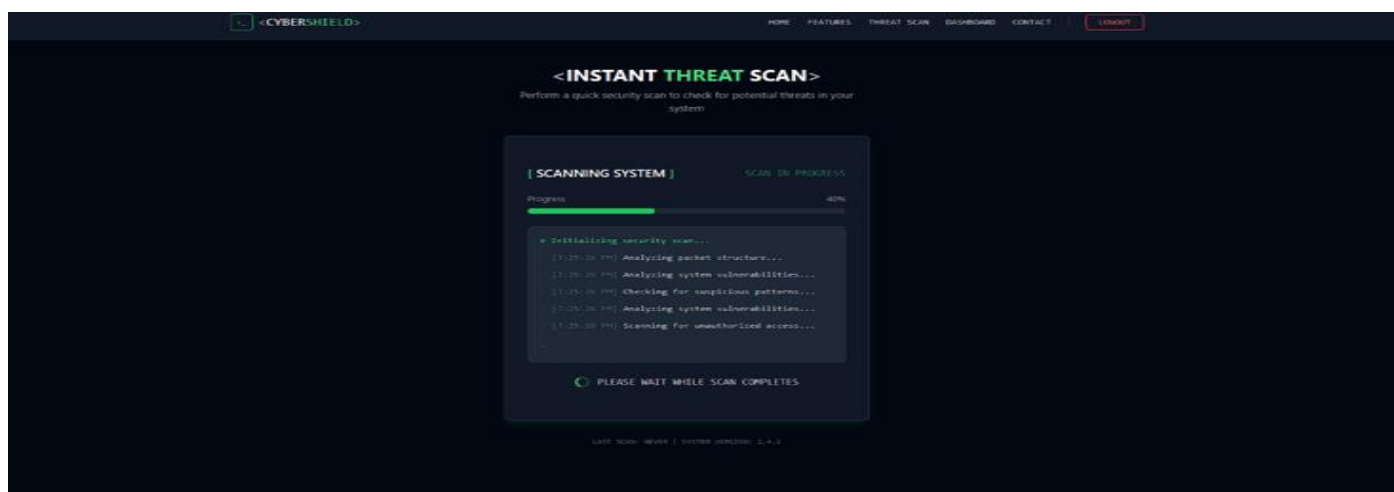 >_ <CYBERSHIELD>
HOME FEATURES THREAT SCAN DASHBOARD CONTACT LOGOUT
<INSTANT THREAT SCAN>
Perform a quick security scan to check for potential threats in your
system
[ SCANNING SYSTEM ] SCAN IN PROGRESS
Progress 40%
Initializing security scan...
Analyzing packet structure...
Analyzing system vulnerabilities...
Checking for suspicious patterns...
Analyzing system vulnerabilities...
Scanning for unauthorized access...
PLEASE WAIT WHILE SCAN COMPLETES
LAST SCAN: NEVER | SYSTEM VERSION: